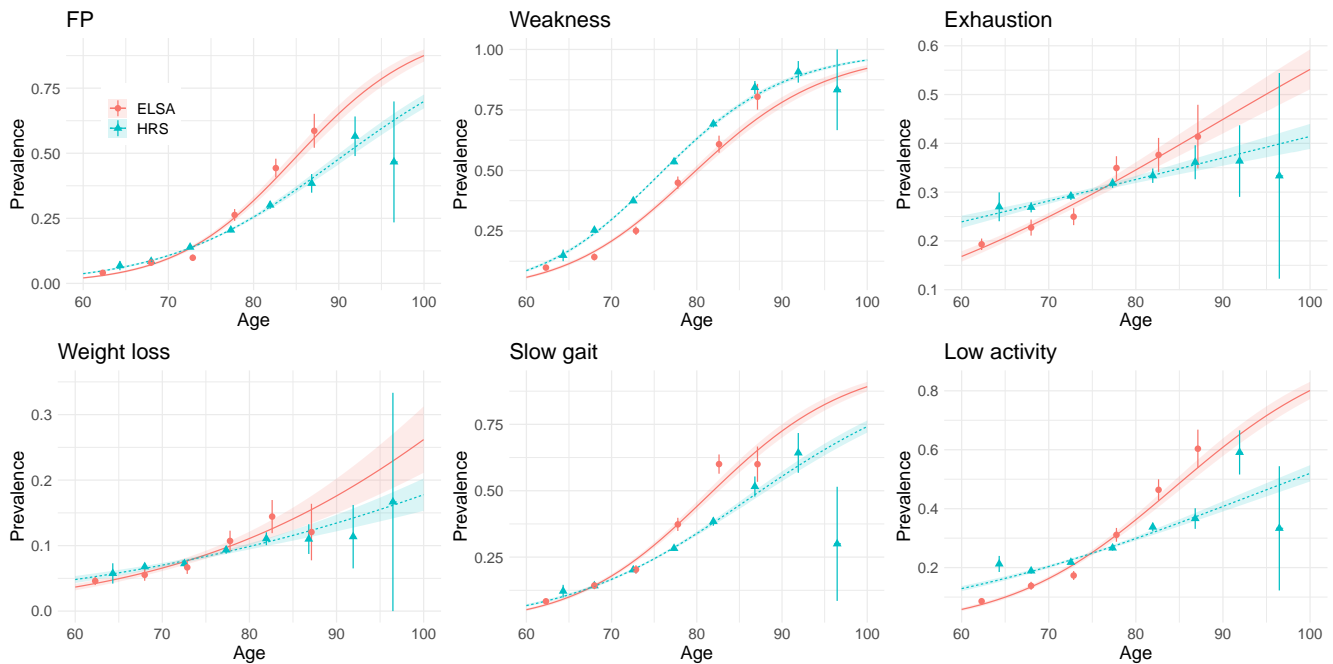 FP
Prevalence
0.75
0.50
0.25
0.00
ELSA
HRS
60
70
80
90
100
Age
Weakness
Prevalence
1.00
0.75
0.50
0.25
60
70
80
90
100
Age
Exhaustion
Prevalence
0.6
0.5
0.4
0.3
0.2
0.1
60
70
80
90
100
Age
Weight loss
Prevalence
0.3
0.2
0.1
0.0
60
70
80
90
100
Age
Slow gait
Prevalence
0.75
0.50
0.25
60
70
80
90
100
Age
Low activity
Prevalence
0.8
0.6
0.4
0.2
60
70
80
90
100
Age